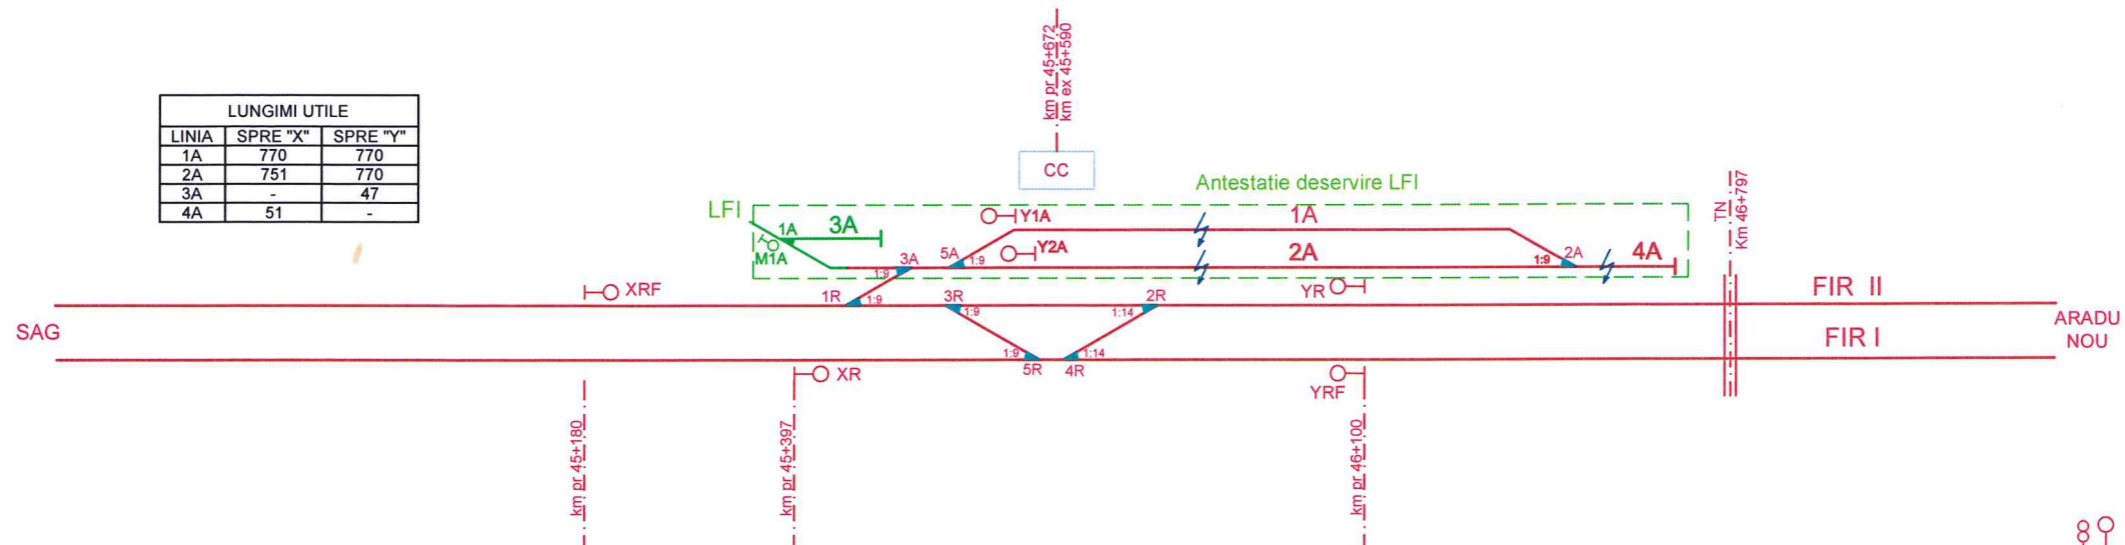 km pr 45+672
km ex 45+590
LUNGIMI UTILE
LINIA SPRE "X" SPRE "Y"
1A 770 770
2A 751 770
3A - 47
4A 51 -
CC
Antestatie deservire LFI
TN
Km 46+797
LFI
1A
3A
Y1A
1A
M1A
Y2A
3A
1:9
5A
1:9
2A
1:9
2A
4A
XRF
1R
1:9
3R
1:9
2R
1:14
YR
FIR II
SAG
ARADU
NOU
FIR I
1:9
5R
1:14
4R
XR
YRF
km pr 45+180
km pr 45+397
km pr 46+100